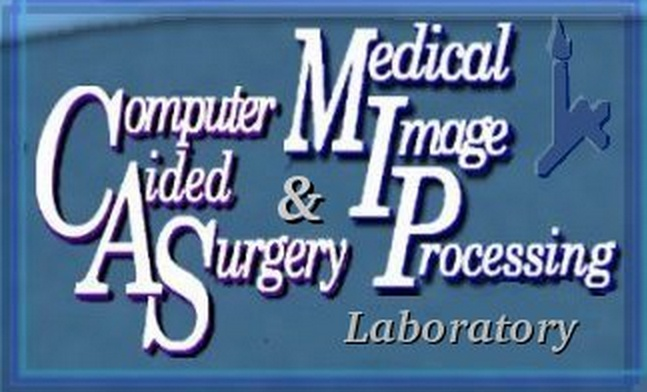 Computer
Aided
Surgery
&
Medical
Image
Processing
Laboratory